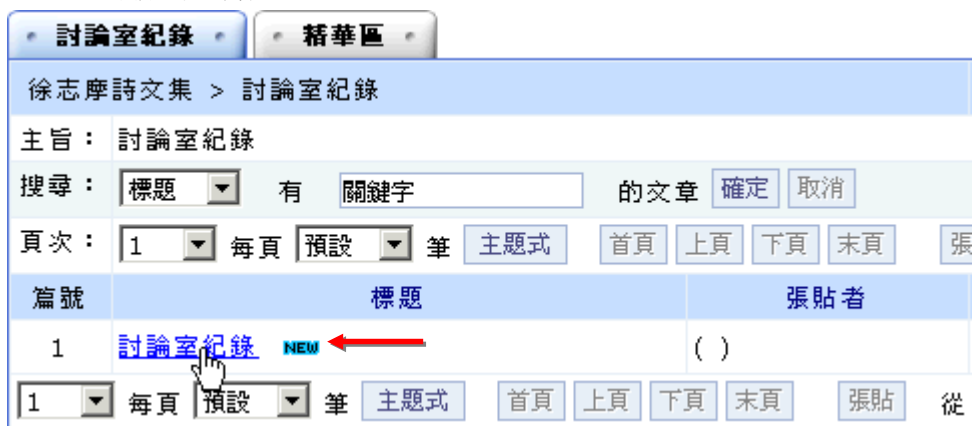 • 討論室紀錄 • • 精華區 •
徐志摩詩文集 > 討論室紀錄
主旨： 討論室紀錄
搜尋： 標題 有 關鍵字 的文章 確定 取消
頁次： 1 每頁 預設 筆 主題式 首頁 上頁 下頁 末頁 張
篇號 標題 張貼者
1 討論室紀錄 NEW ( )
1 每頁 預設 筆 主題式 首頁 上頁 下頁 末頁 張貼 從